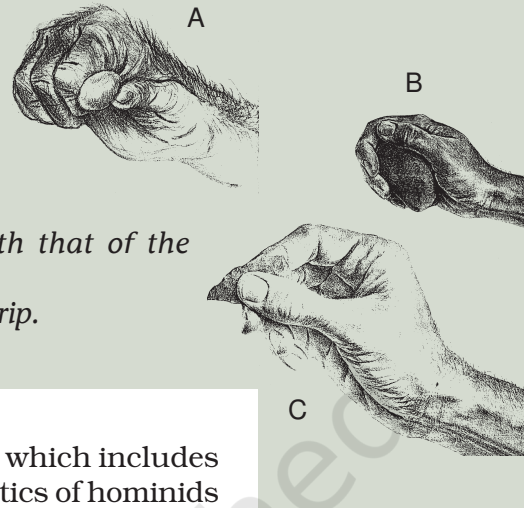 A
B
th that of the
rip.
C
which includes
tics of hominids